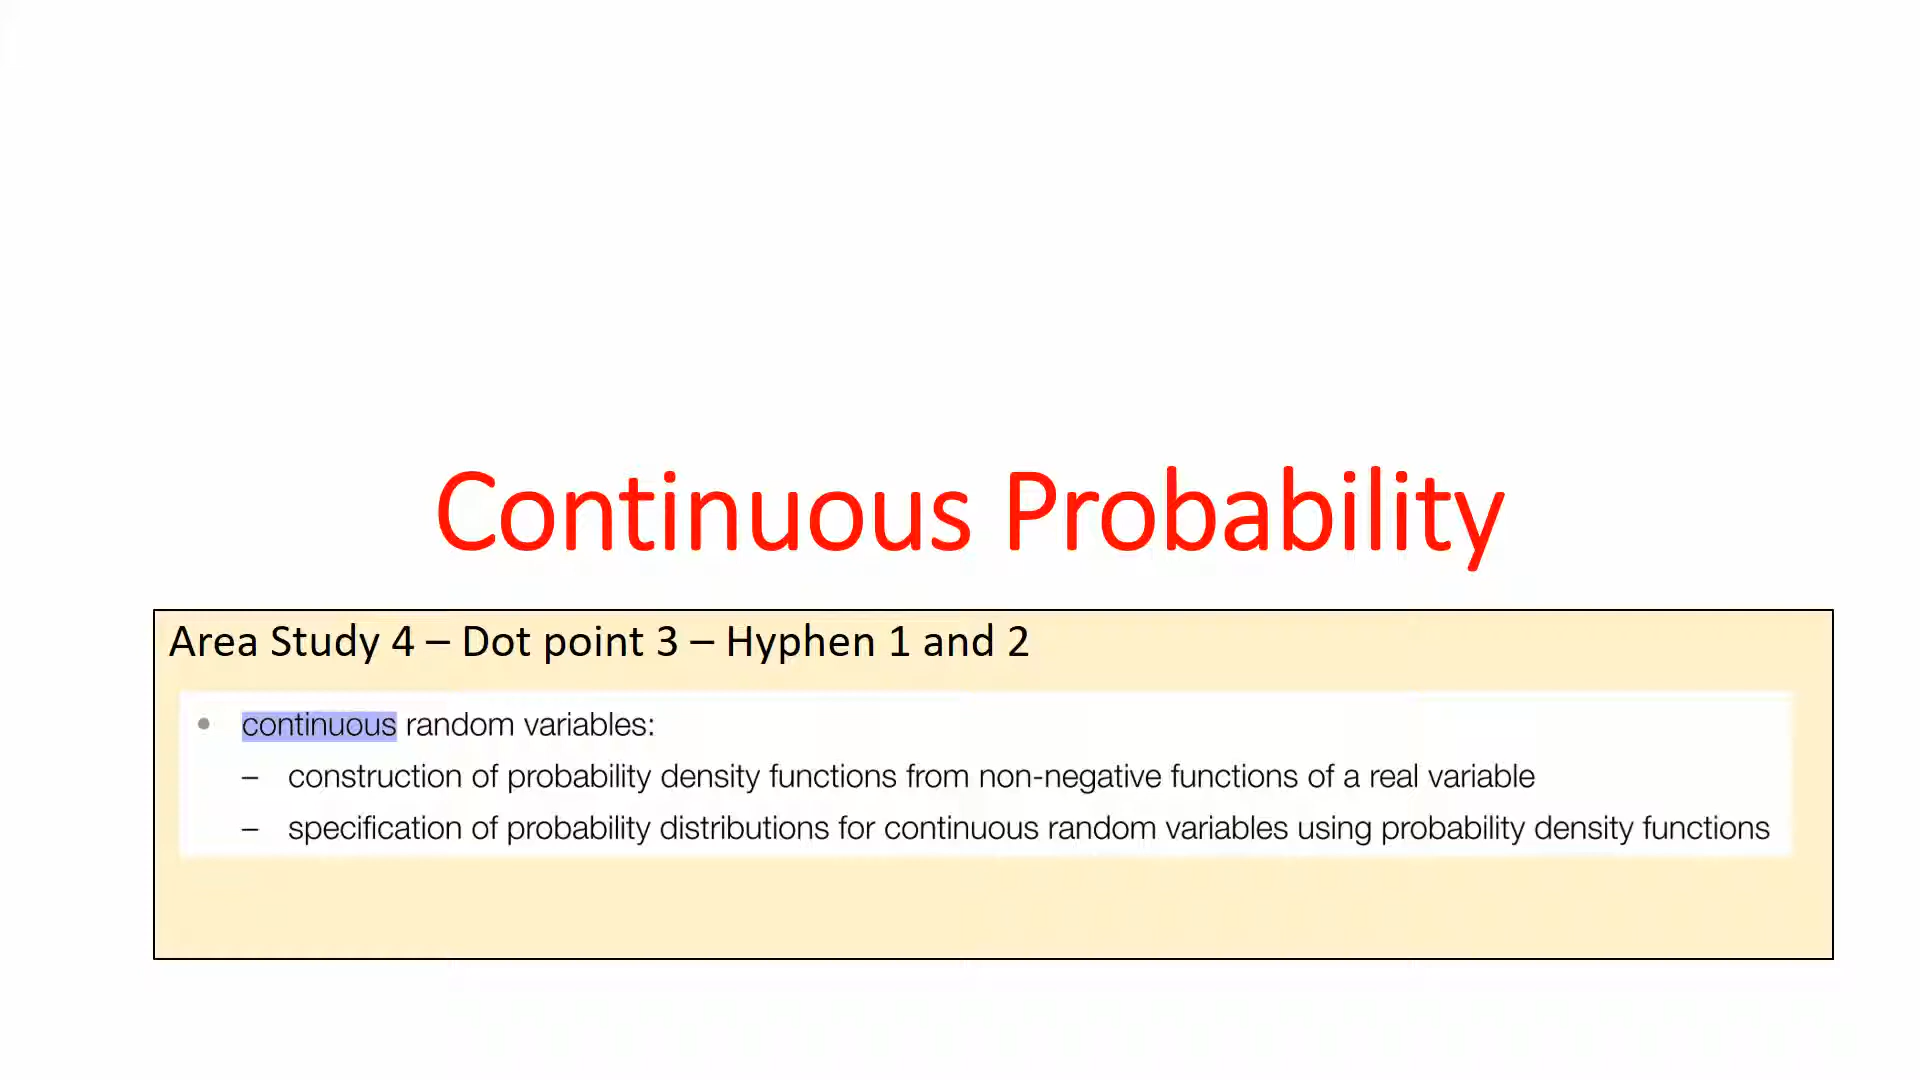 Continuous Probability
Area Study 4 – Dot point 3 – Hyphen 1 and 2
• continuous random variables:
– construction of probability density functions from non-negative functions of a real variable
– specification of probability distributions for continuous random variables using probability density functions